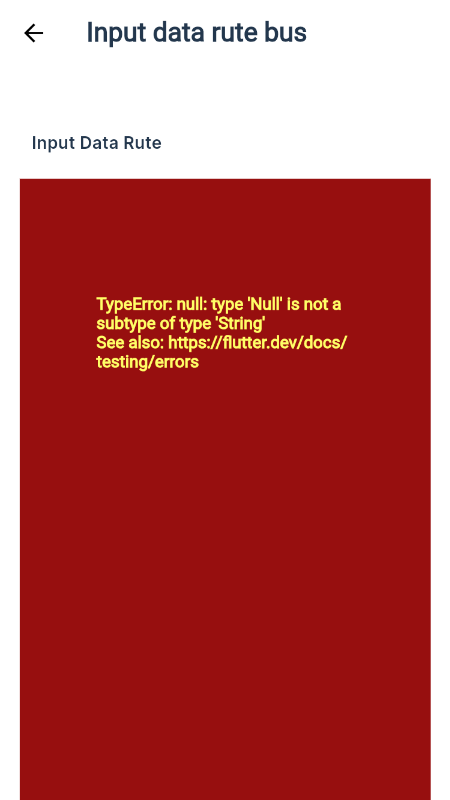 Input data rute bus
Input Data Rute
TypeError: null: type 'Null' is not a
subtype of type 'String'
See also: https://flutter.dev/docs/
testing/errors